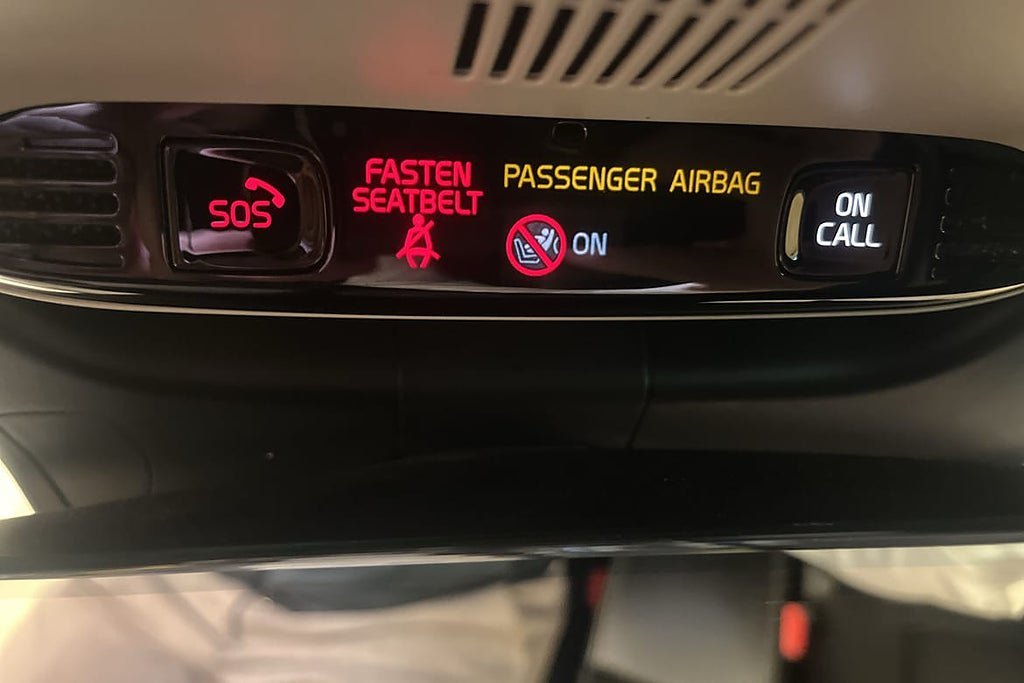 SOS
FASTEN
SEATBELT
PASSENGER AIRBAG
ON
ON
CALL